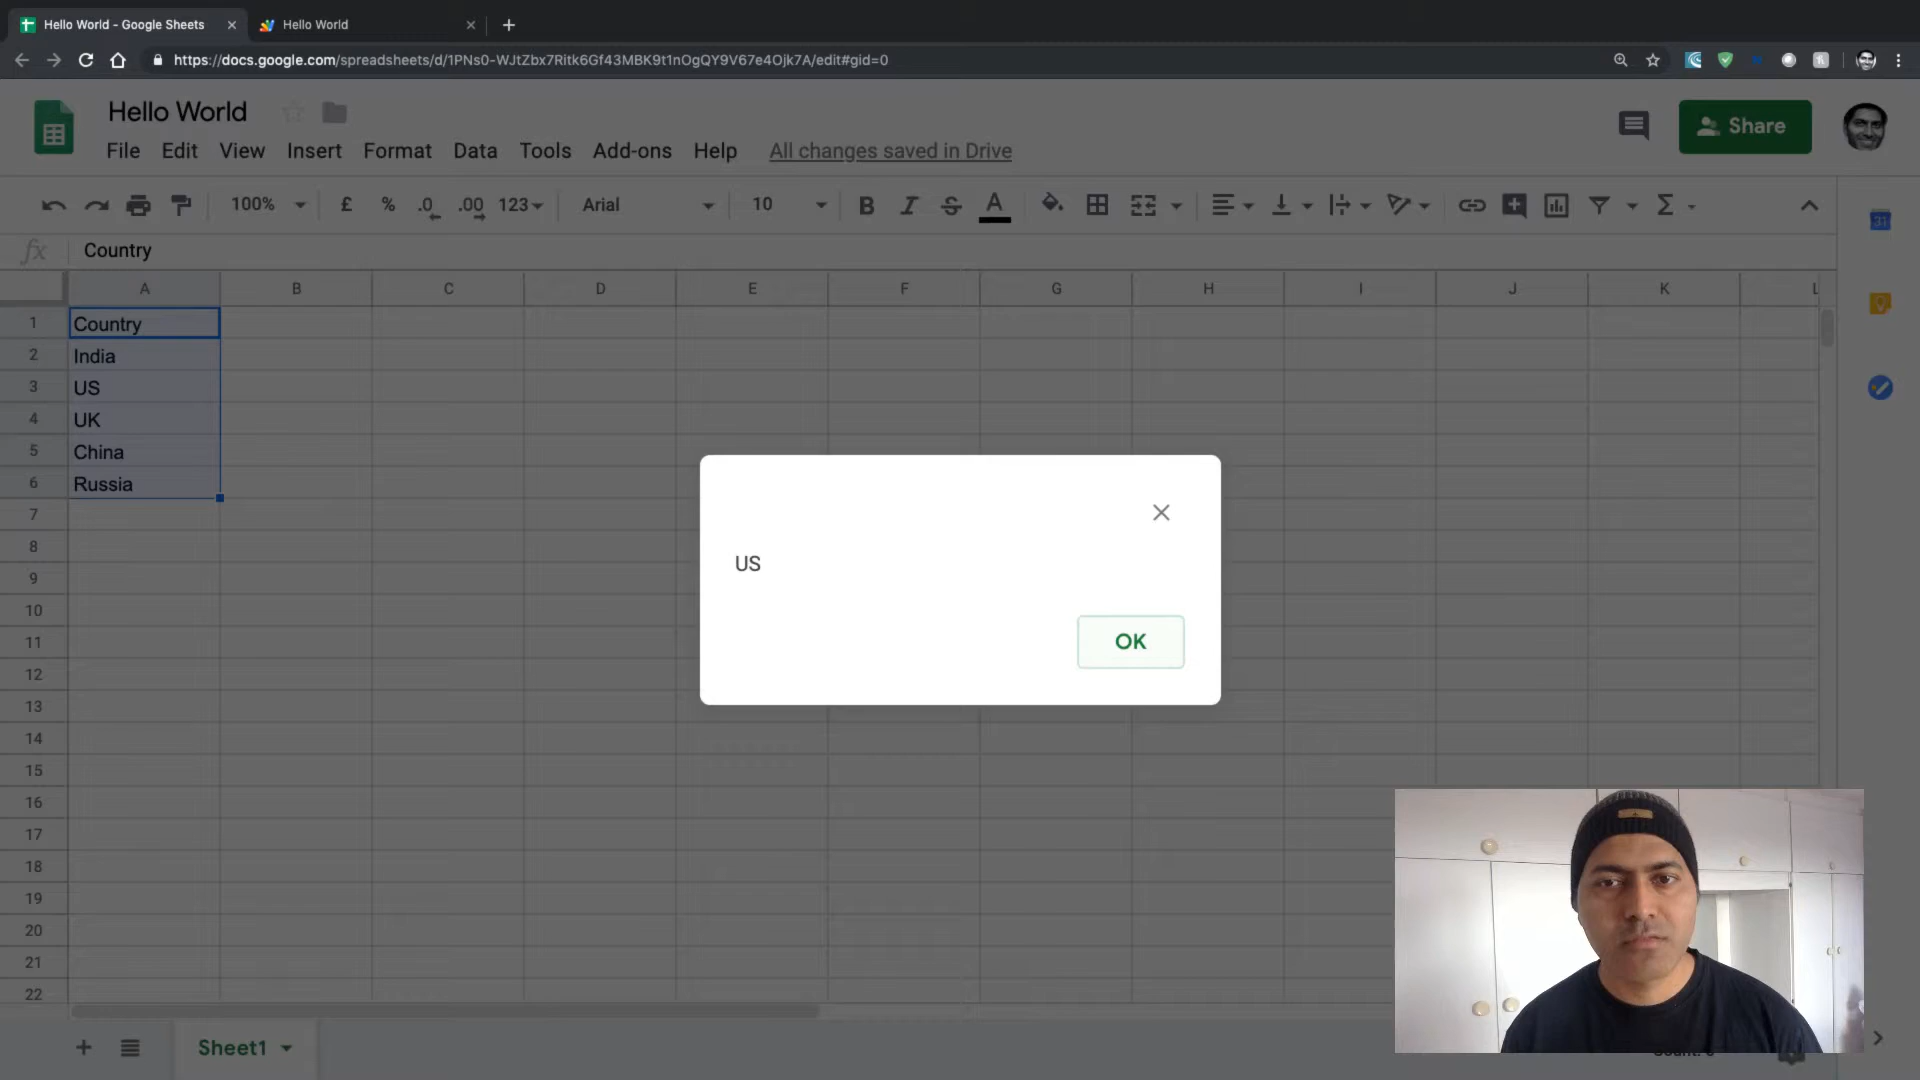 Hello World - Google Sheets
Hello World
https://docs.google.com/spreadsheets/d/1PNs0-WJtZbx7Ritk6Gf43MBK9t1nOgQY9V67e4Ojk7A/edit#gid=0
Hello World
Share
File Edit View Insert Format Data Tools Add-ons Help All changes saved in Drive
100% £ % .0 .00 123 Arial 10 B I S A Σ
31
fx Country
A B C D E F G H I J K L
1 Country
2 India
3 US
4 UK
5 China
6 Russia
7
8
9
10
11
12
13
14
15
16
17
18
19
20
21
22
US
OK
Sheet1